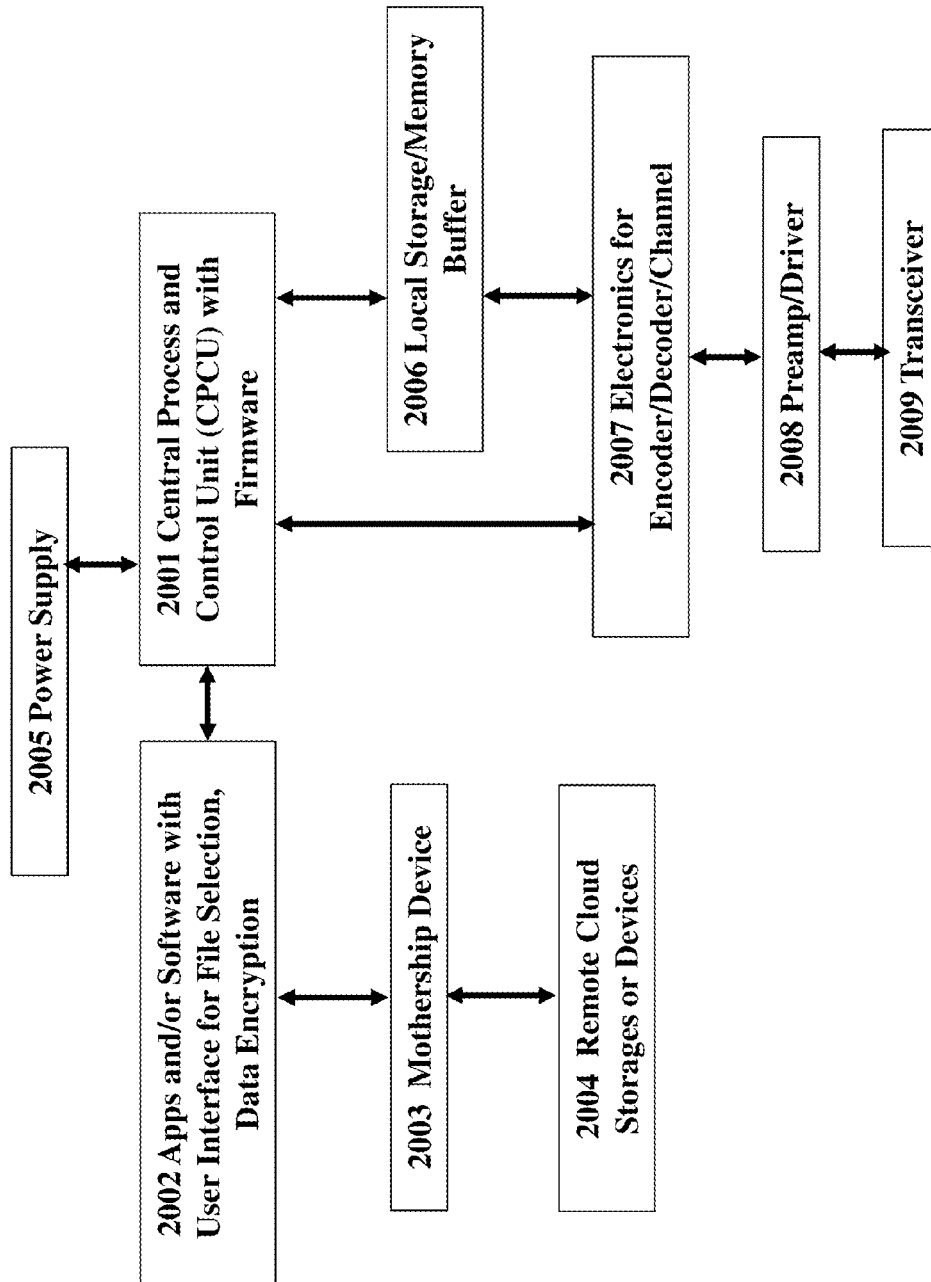 2005 Power Supply
2002 Apps and/or Software with
User Interface for File Selection,
Data Encryption
2001 Central Process and
Control Unit (CPCU) with
Firmware
2003 Mothership Device
2006 Local Storage/Memory
Buffer
2004 Remote Cloud
Storages or Devices
2007 Electronics for
Encoder/Decoder/Channel
2008 Preamp/Driver
2009 Transceiver